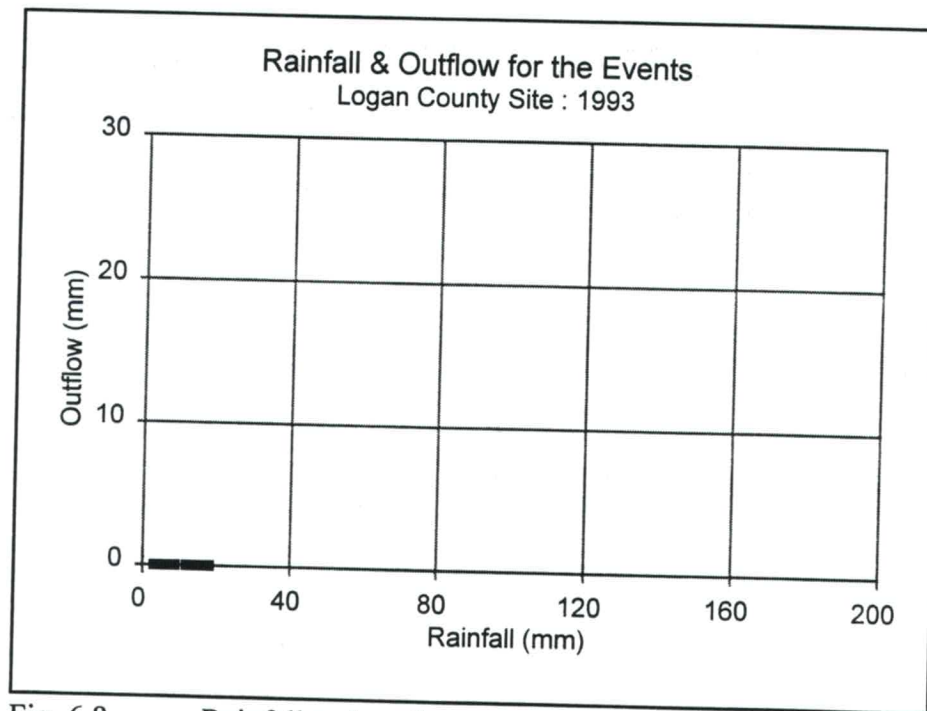 Rainfall & Outflow for the Events
Logan County Site : 1993
30
20
10
0
Outflow (mm)
0 40 80 120 160 200
Rainfall (mm)